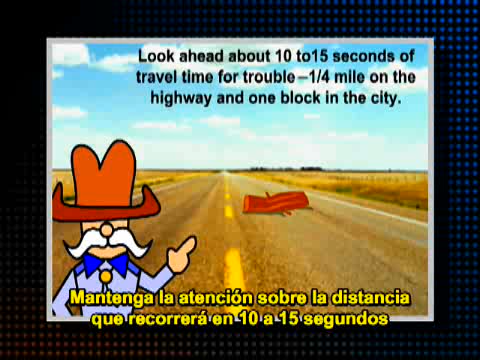 Look ahead about 10 to15 seconds of
travel time for trouble –1/4 mile on the
highway and one block in the city.
Mantenga la atención sobre la distancia
que recorrerá en 10 a 15 segundos